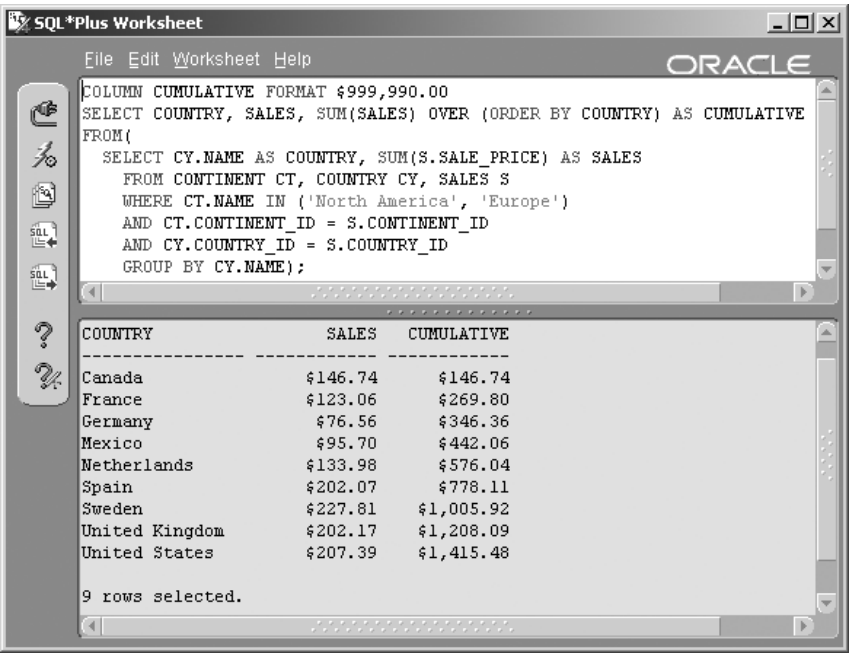 SQL*Plus Worksheet
File Edit Worksheet Help
ORACLE
COLUMN CUMULATIVE FORMAT $999,990.00
SELECT COUNTRY, SALES, SUM(SALES) OVER (ORDER BY COUNTRY) AS CUMULATIVE
FROM(
  SELECT CY.NAME AS COUNTRY, SUM(S.SALE_PRICE) AS SALES
    FROM CONTINENT CT, COUNTRY CY, SALES S
    WHERE CT.NAME IN ('North America', 'Europe')
    AND CT.CONTINENT_ID = S.CONTINENT_ID
    AND CY.COUNTRY_ID = S.COUNTRY_ID
    GROUP BY CY.NAME);
SQL
SQL
COUNTRY SALES CUMULATIVE
---------------- ------------ ------------
Canada $146.74 $146.74
France $123.06 $269.80
Germany $76.56 $346.36
Mexico $95.70 $442.06
Netherlands $133.98 $576.04
Spain $202.07 $778.11
Sweden $227.81 $1,005.92
United Kingdom $202.17 $1,208.09
United States $207.39 $1,415.48
9 rows selected.